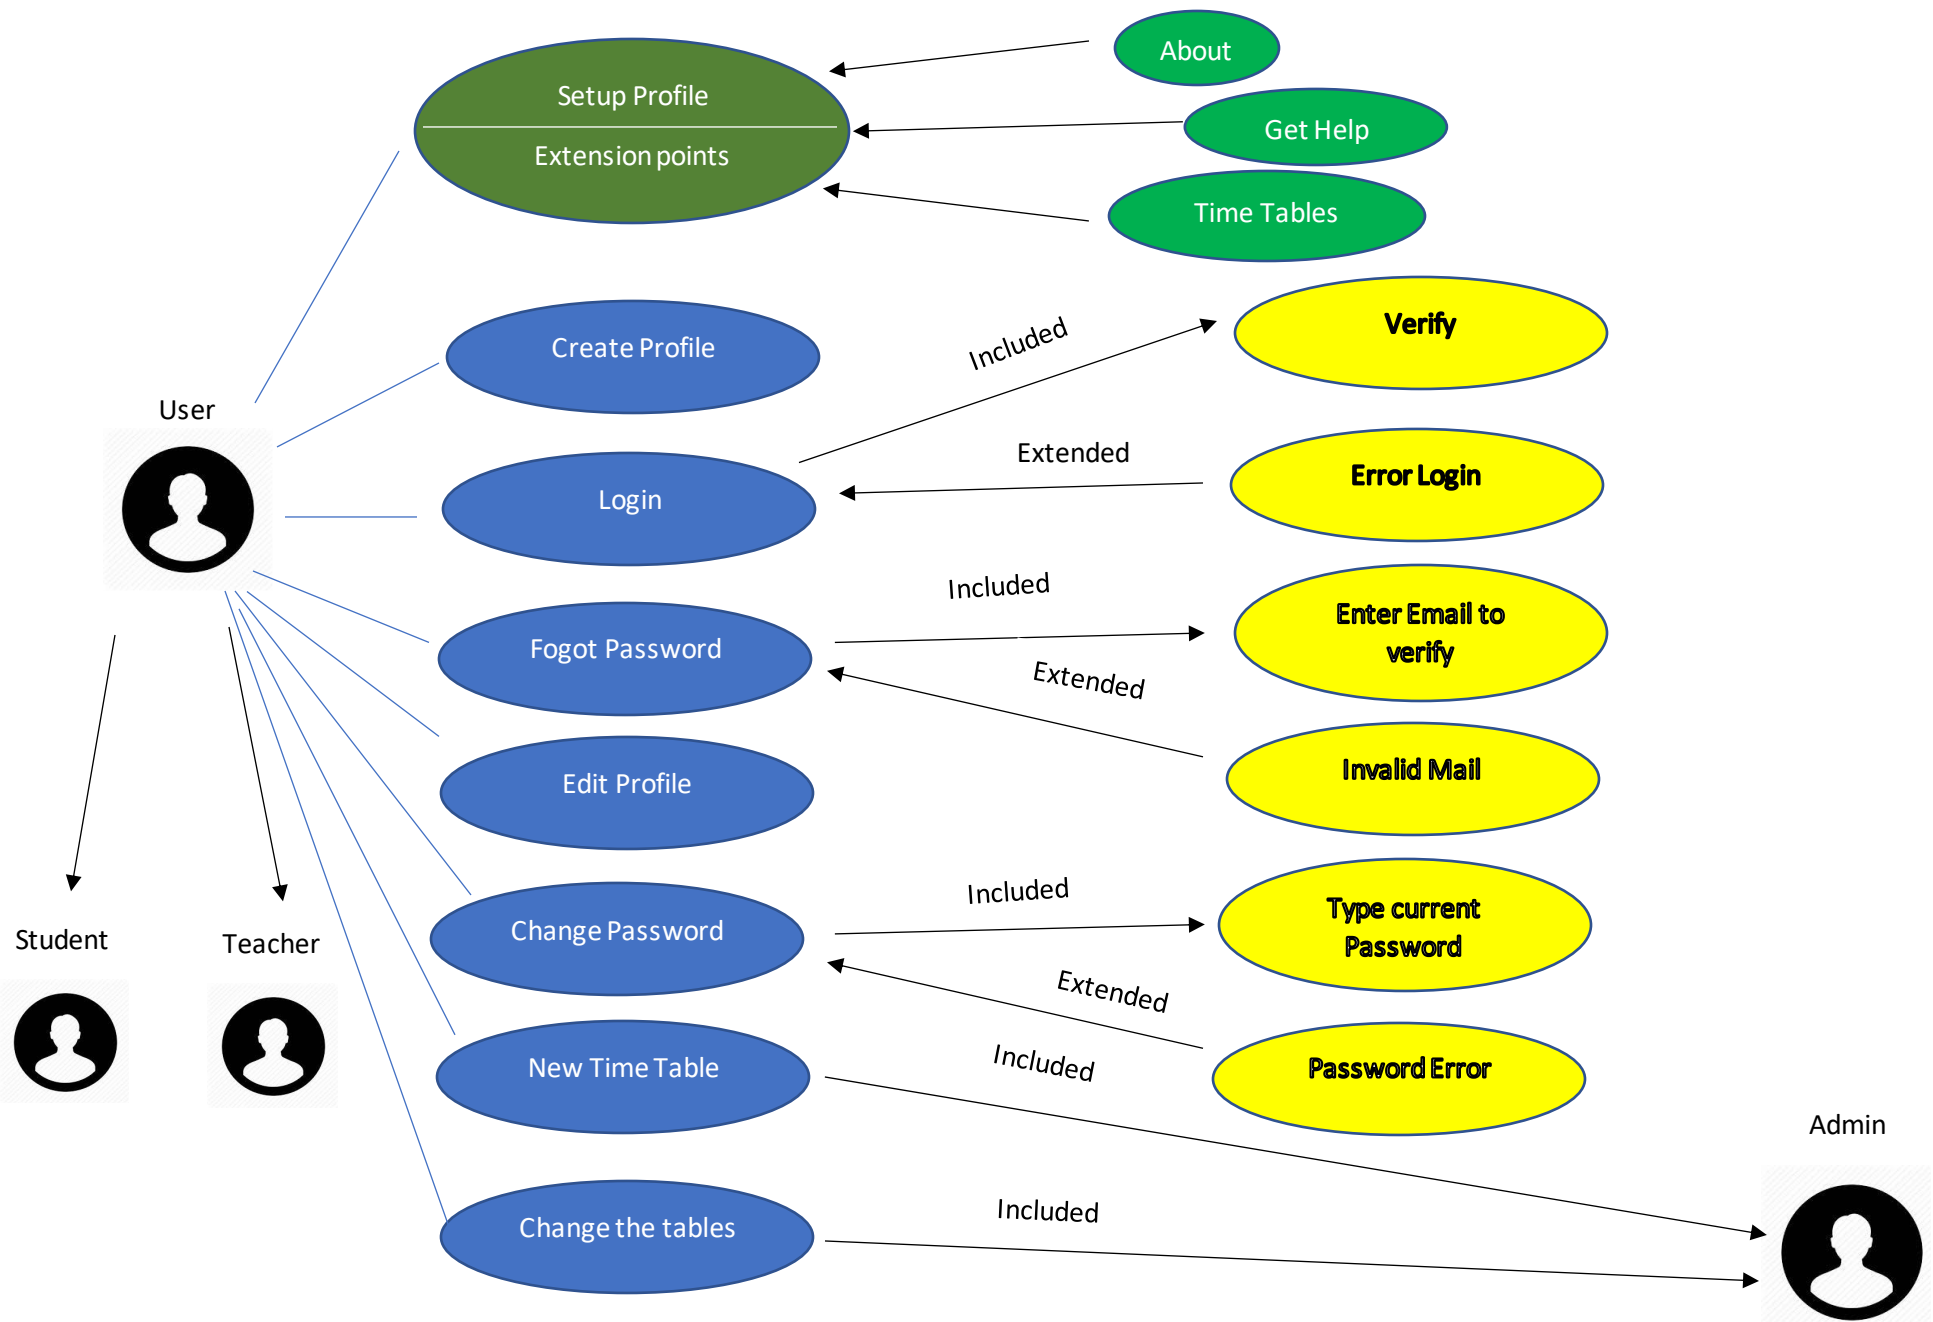 About
Setup Profile
Get Help
Extension points
Time Tables
Verify
Included
Create Profile
User
Extended
Error Login
Login
Included
Enter Email to
verify
Fogot Password
Extended
Invalid Mail
Edit Profile
Included
Type current
Password
Change Password
Student
Teacher
Extended
Included
New Time Table
Password Error
Admin
Included
Change the tables